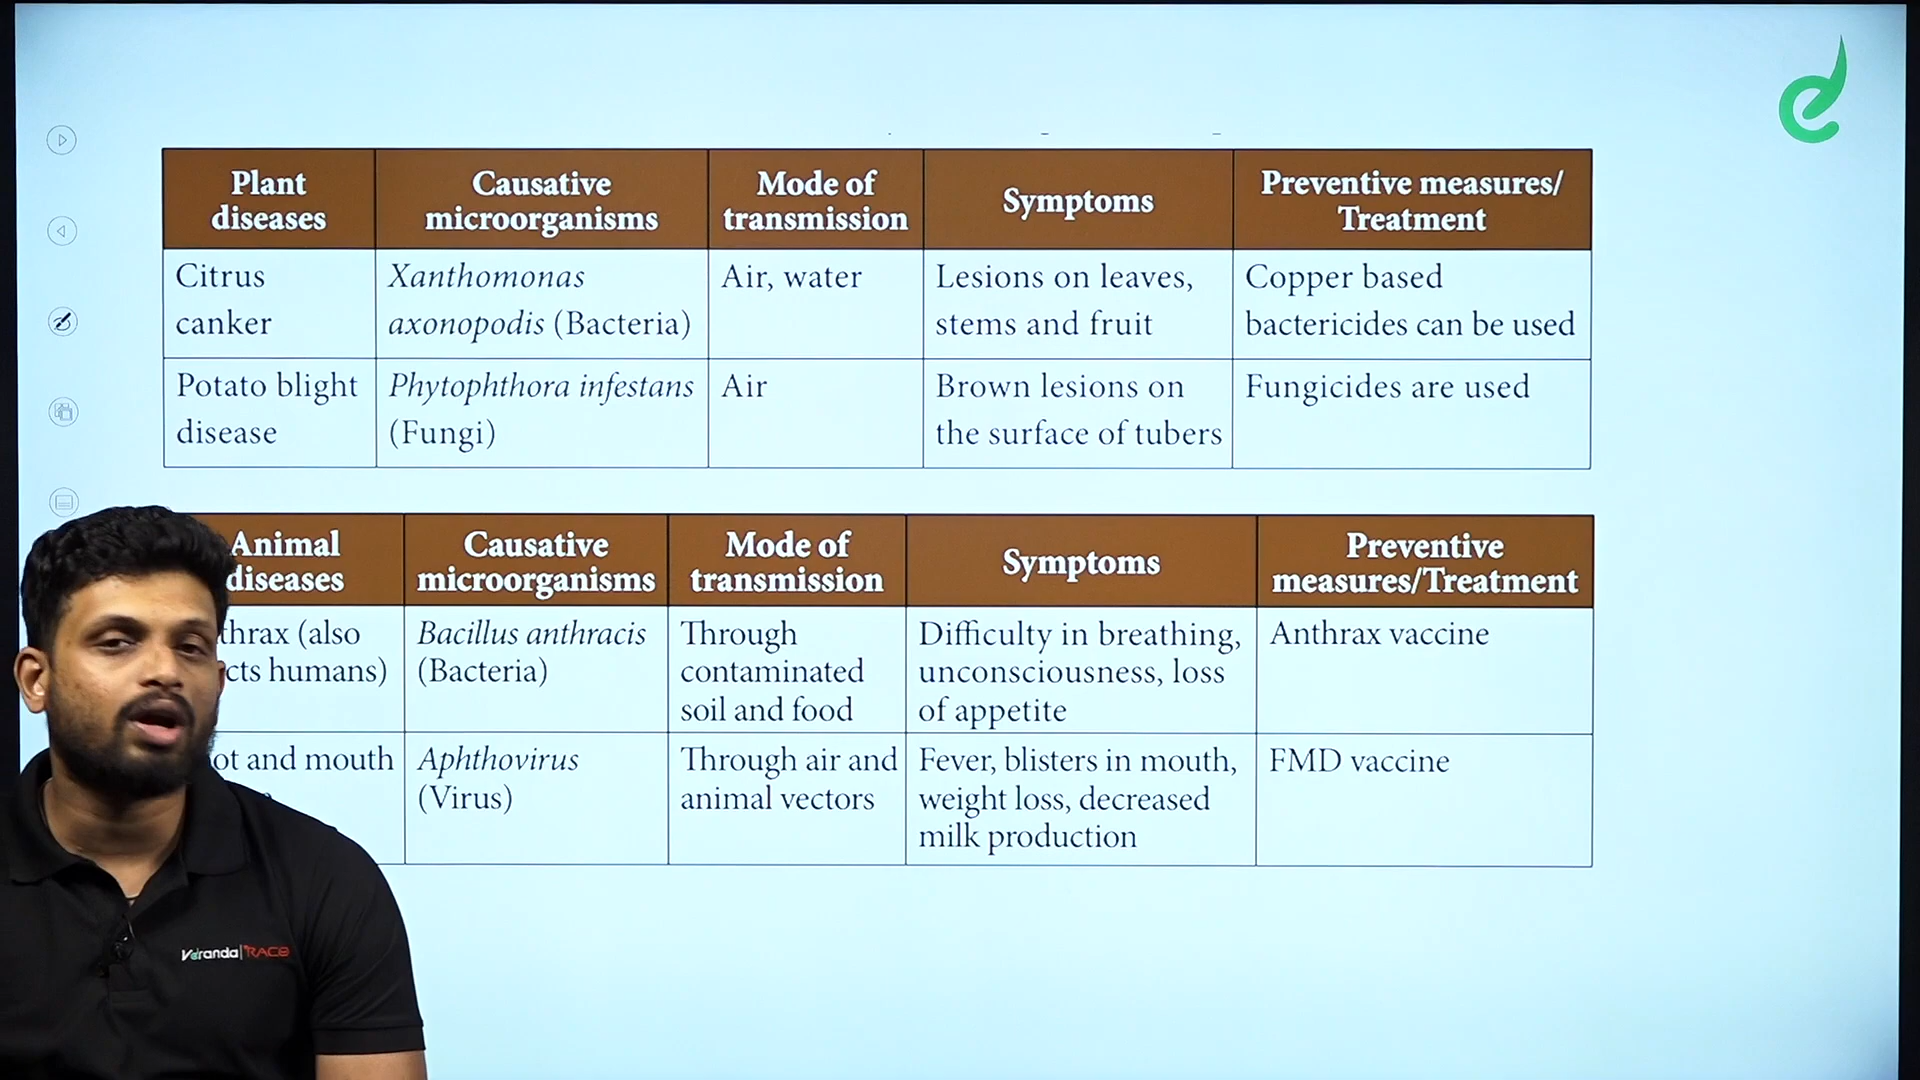 Plant
diseases
Causative
microorganisms
Mode of
transmission
Symptoms
Preventive measures/
Treatment
Citrus
canker
Xanthomonas
axonopodis (Bacteria)
Air, water
Lesions on leaves,
stems and fruit
Copper based
bactericides can be used
Potato blight
disease
Phytophthora infestans
(Fungi)
Air
Brown lesions on
the surface of tubers
Fungicides are used
Animal
diseases
Causative
microorganisms
Mode of
transmission
Symptoms
Preventive
measures/Treatment
thrax (also
cts humans)
Bacillus anthracis
(Bacteria)
Through
contaminated
soil and food
Difficulty in breathing,
unconsciousness, loss
of appetite
Anthrax vaccine
ot and mouth
Aphthovirus
(Virus)
Through air and
animal vectors
Fever, blisters in mouth,
weight loss, decreased
milk production
FMD vaccine
Veranda|RACE